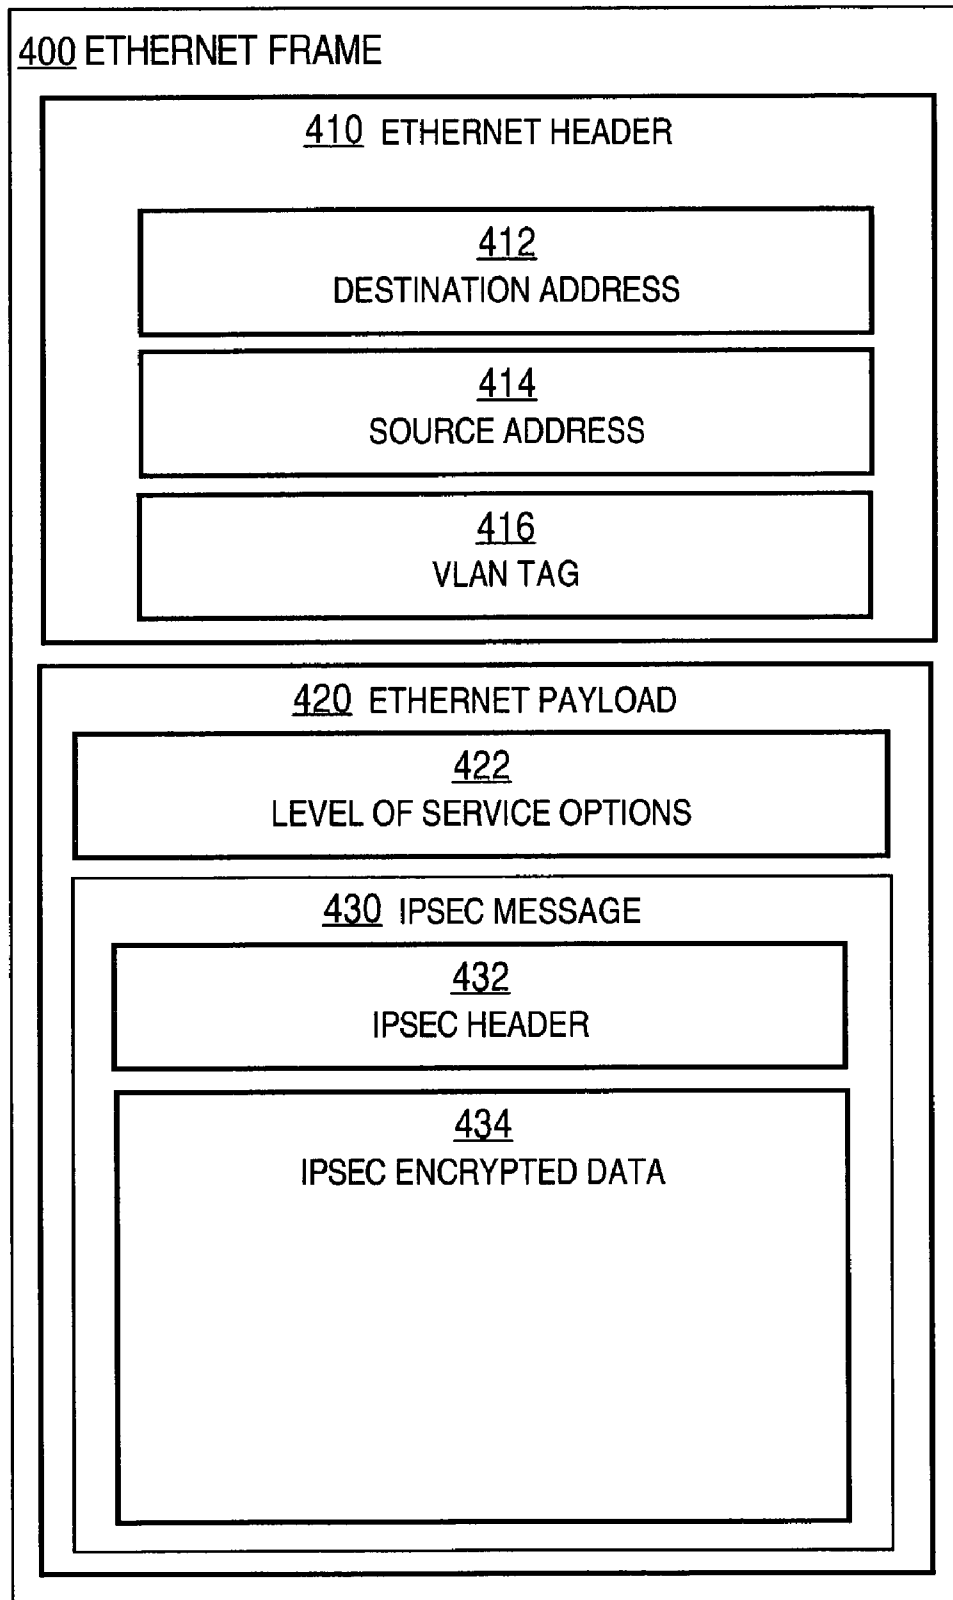 400 ETHERNET FRAME
410 ETHERNET HEADER
412
DESTINATION ADDRESS
414
SOURCE ADDRESS
416
VLAN TAG
420 ETHERNET PAYLOAD
422
LEVEL OF SERVICE OPTIONS
430 IPSEC MESSAGE
432
IPSEC HEADER
434
IPSEC ENCRYPTED DATA